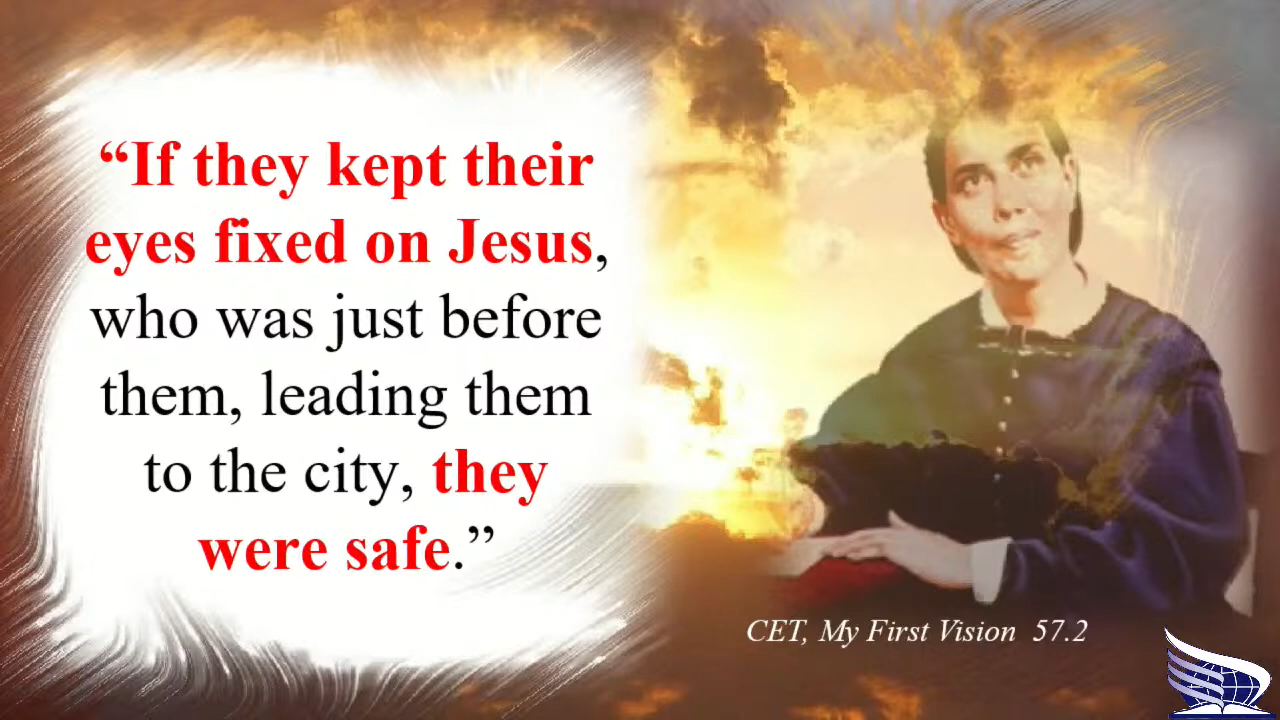 “If they kept their
eyes fixed on Jesus,
who was just before
them, leading them
to the city, they
were safe.”
CET, My First Vision 57.2